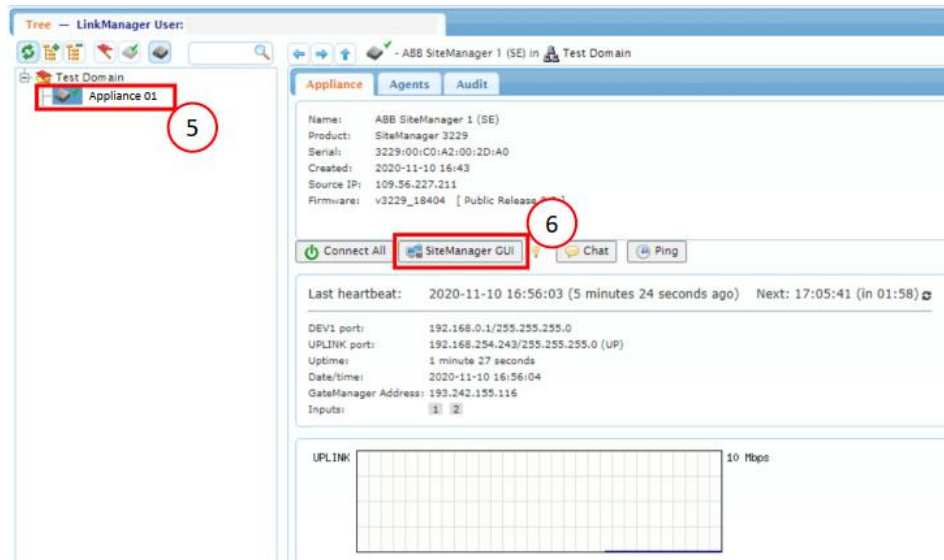 Tree — LinkManager User:
- ABB SiteManager 1 (SE) in Test Domain
Test Domain
Appliance 01
5
Appliance Agents Audit
Name: ABB SiteManager 1 (SE)
Product: SiteManager 3229
Serial: 3229:00:C0:A2:00:2D:A0
Created: 2020-11-10 16:43
Source IP: 109.56.227.211
Firmware: v3229_18404 [ Public Release ]
6
Connect All SiteManager GUI Chat Ping
Last heartbeat: 2020-11-10 16:56:03 (5 minutes 24 seconds ago) Next: 17:05:41 (in 01:58)
DEV1 port: 192.168.0.1/255.255.255.0
UPLINK port: 192.168.254.243/255.255.255.0 (UP)
Uptime: 1 minute 27 seconds
Date/time: 2020-11-10 16:56:04
GateManager Address: 193.242.155.116
Inputs: 1 2
UPLINK 10 Mbps